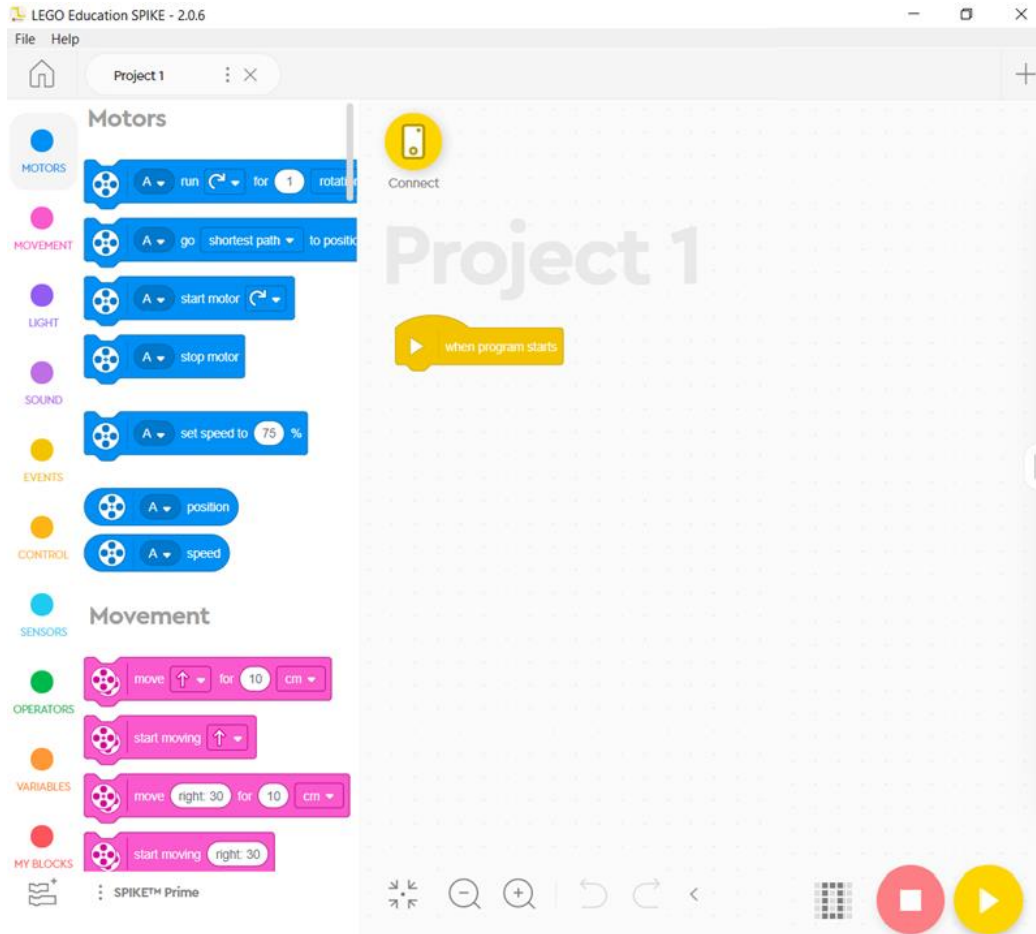 LEGO Education SPIKE - 2.0.6
File Help
Project 1
MOTORS
MOVEMENT
LIGHT
SOUND
EVENTS
CONTROL
SENSORS
OPERATORS
VARIABLES
MY BLOCKS
Motors
A run for 1
A go shortest path to
A start motor
A stop motor
A set speed to 75 %
A position
A speed
Movement
move for 10 cm
start moving
move right: 30 for 10 cm
start moving right: 30
SPIKE™ Prime
Connect
Project 1
when program starts